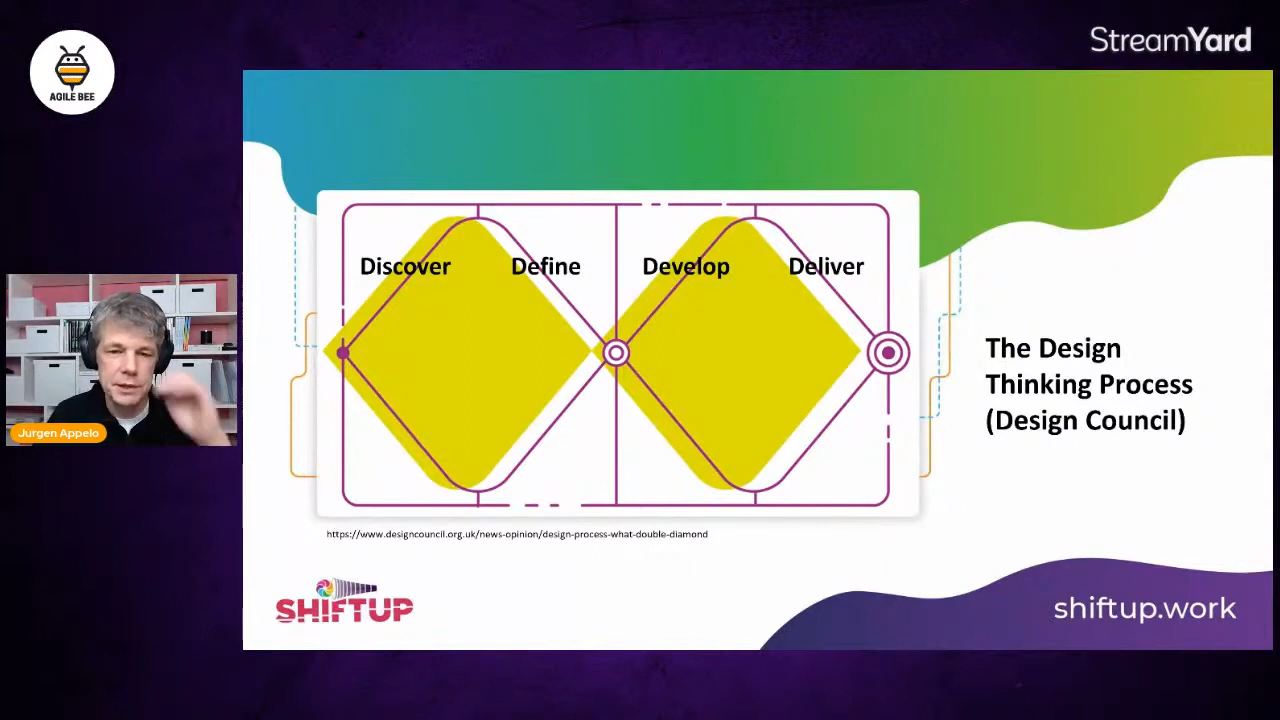 AGILE BEE
StreamYard
Discover Define Develop Deliver
The Design
Thinking Process
(Design Council)
Jurgen Appelo
https://www.designcouncil.org.uk/news-opinion/design-process-what-double-diamond
SHIFTUP
shiftup.work